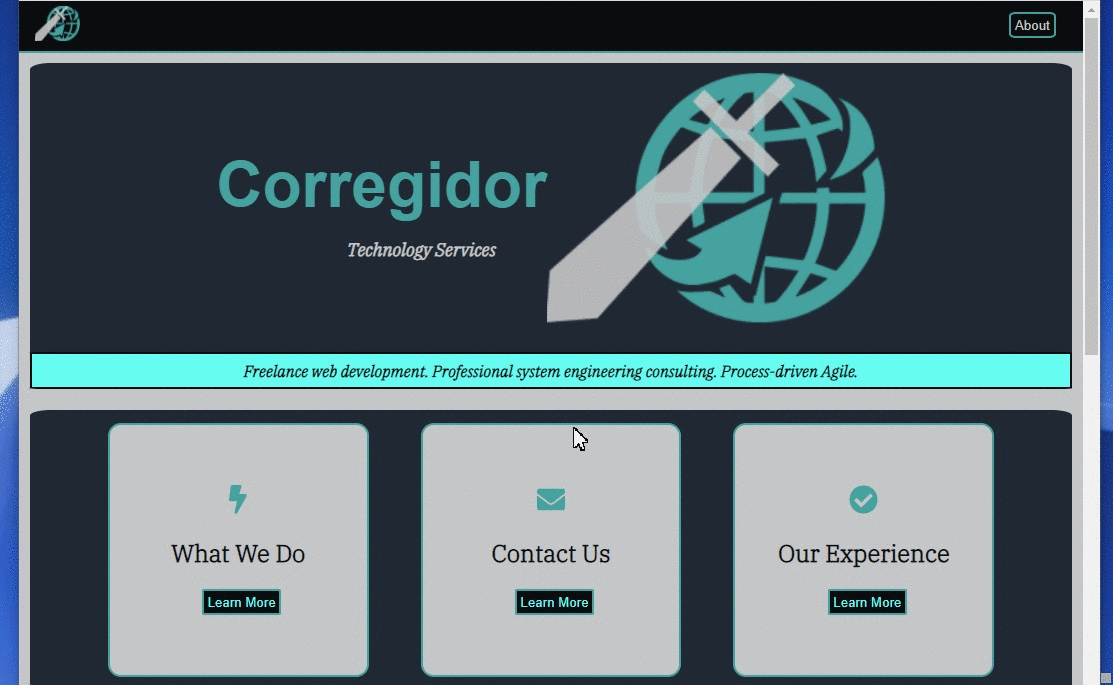 About
Corregidor
Technology Services
Freelance web development. Professional system engineering consulting. Process-driven Agile.
What We Do
Learn More
Contact Us
Learn More
Our Experience
Learn More